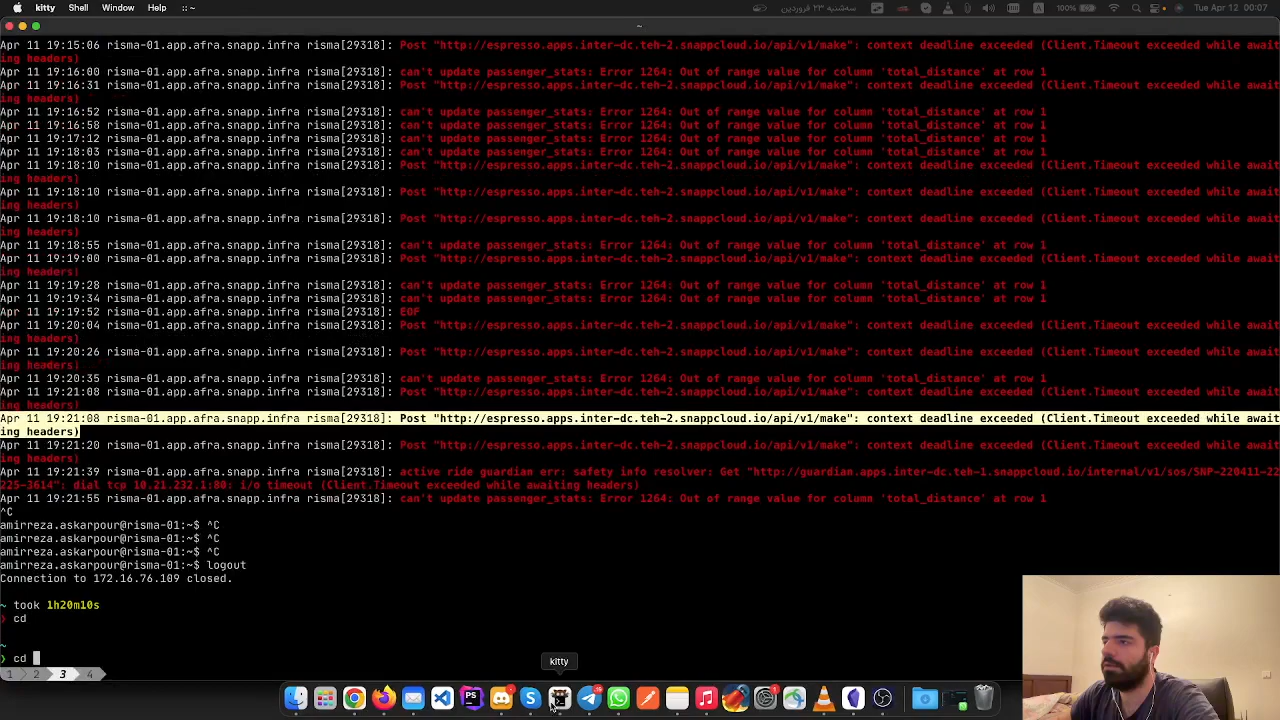 kitty Shell Window Help :: ~ سه‌شنبه ۲۳ فروردین 100% A Tue Apr 12 00:07
~
Apr 11 19:15:06 risma-01.app.afra.snapp.infra risma[29318]: Post "http://espresso.apps.inter-dc.teh-2.snappcloud.io/api/v1/make": context deadline exceeded (Client.Timeout exceeded while await
ing headers)
Apr 11 19:16:00 risma-01.app.afra.snapp.infra risma[29318]: can't update passenger_stats: Error 1264: Out of range value for column 'total_distance' at row 1
Apr 11 19:16:31 risma-01.app.afra.snapp.infra risma[29318]: Post "http://espresso.apps.inter-dc.teh-2.snappcloud.io/api/v1/make": context deadline exceeded (Client.Timeout exceeded while await
ing headers)
Apr 11 19:16:52 risma-01.app.afra.snapp.infra risma[29318]: can't update passenger_stats: Error 1264: Out of range value for column 'total_distance' at row 1
Apr 11 19:16:58 risma-01.app.afra.snapp.infra risma[29318]: can't update passenger_stats: Error 1264: Out of range value for column 'total_distance' at row 1
Apr 11 19:17:12 risma-01.app.afra.snapp.infra risma[29318]: can't update passenger_stats: Error 1264: Out of range value for column 'total_distance' at row 1
Apr 11 19:18:03 risma-01.app.afra.snapp.infra risma[29318]: can't update passenger_stats: Error 1264: Out of range value for column 'total_distance' at row 1
Apr 11 19:18:10 risma-01.app.afra.snapp.infra risma[29318]: Post "http://espresso.apps.inter-dc.teh-2.snappcloud.io/api/v1/make": context deadline exceeded (Client.Timeout exceeded while await
ing headers)
Apr 11 19:18:10 risma-01.app.afra.snapp.infra risma[29318]: Post "http://espresso.apps.inter-dc.teh-2.snappcloud.io/api/v1/make": context deadline exceeded (Client.Timeout exceeded while await
ing headers)
Apr 11 19:18:10 risma-01.app.afra.snapp.infra risma[29318]: Post "http://espresso.apps.inter-dc.teh-2.snappcloud.io/api/v1/make": context deadline exceeded (Client.Timeout exceeded while await
ing headers)
Apr 11 19:18:55 risma-01.app.afra.snapp.infra risma[29318]: can't update passenger_stats: Error 1264: Out of range value for column 'total_distance' at row 1
Apr 11 19:19:00 risma-01.app.afra.snapp.infra risma[29318]: Post "http://espresso.apps.inter-dc.teh-2.snappcloud.io/api/v1/make": context deadline exceeded (Client.Timeout exceeded while await
ing headers)
Apr 11 19:19:28 risma-01.app.afra.snapp.infra risma[29318]: can't update passenger_stats: Error 1264: Out of range value for column 'total_distance' at row 1
Apr 11 19:19:34 risma-01.app.afra.snapp.infra risma[29318]: can't update passenger_stats: Error 1264: Out of range value for column 'total_distance' at row 1
Apr 11 19:19:52 risma-01.app.afra.snapp.infra risma[29318]: EOF
Apr 11 19:20:04 risma-01.app.afra.snapp.infra risma[29318]: Post "http://espresso.apps.inter-dc.teh-2.snappcloud.io/api/v1/make": context deadline exceeded (Client.Timeout exceeded while await
ing headers)
Apr 11 19:20:26 risma-01.app.afra.snapp.infra risma[29318]: Post "http://espresso.apps.inter-dc.teh-2.snappcloud.io/api/v1/make": context deadline exceeded (Client.Timeout exceeded while await
ing headers)
Apr 11 19:20:35 risma-01.app.afra.snapp.infra risma[29318]: can't update passenger_stats: Error 1264: Out of range value for column 'total_distance' at row 1
Apr 11 19:21:08 risma-01.app.afra.snapp.infra risma[29318]: Post "http://espresso.apps.inter-dc.teh-2.snappcloud.io/api/v1/make": context deadline exceeded (Client.Timeout exceeded while await
ing headers)
Apr 11 19:21:08 risma-01.app.afra.snapp.infra risma[29318]: Post "http://espresso.apps.inter-dc.teh-2.snappcloud.io/api/v1/make": context deadline exceeded (Client.Timeout exceeded while await
ing headers)
Apr 11 19:21:20 risma-01.app.afra.snapp.infra risma[29318]: Post "http://espresso.apps.inter-dc.teh-2.snappcloud.io/api/v1/make": context deadline exceeded (Client.Timeout exceeded while await
ing headers)
Apr 11 19:21:39 risma-01.app.afra.snapp.infra risma[29318]: active ride guardian err: safety info resolver: Get "http://guardian.apps.inter-dc.teh-1.snappcloud.io/internal/v1/sos/SNP-220411-22
225-3614": dial tcp 10.21.232.1:80: i/o timeout (Client.Timeout exceeded while awaiting headers)
Apr 11 19:21:55 risma-01.app.afra.snapp.infra risma[29318]: can't update passenger_stats: Error 1264: Out of range value for column 'total_distance' at row 1
^C
amirreza.askarpour@risma-01:~$ ^C
amirreza.askarpour@risma-01:~$ ^C
amirreza.askarpour@risma-01:~$ ^C
amirreza.askarpour@risma-01:~$ logout
Connection to 172.16.76.109 closed.
~ took 1h20m10s
❯ cd
~
❯ cd
kitty
1 2 3 4